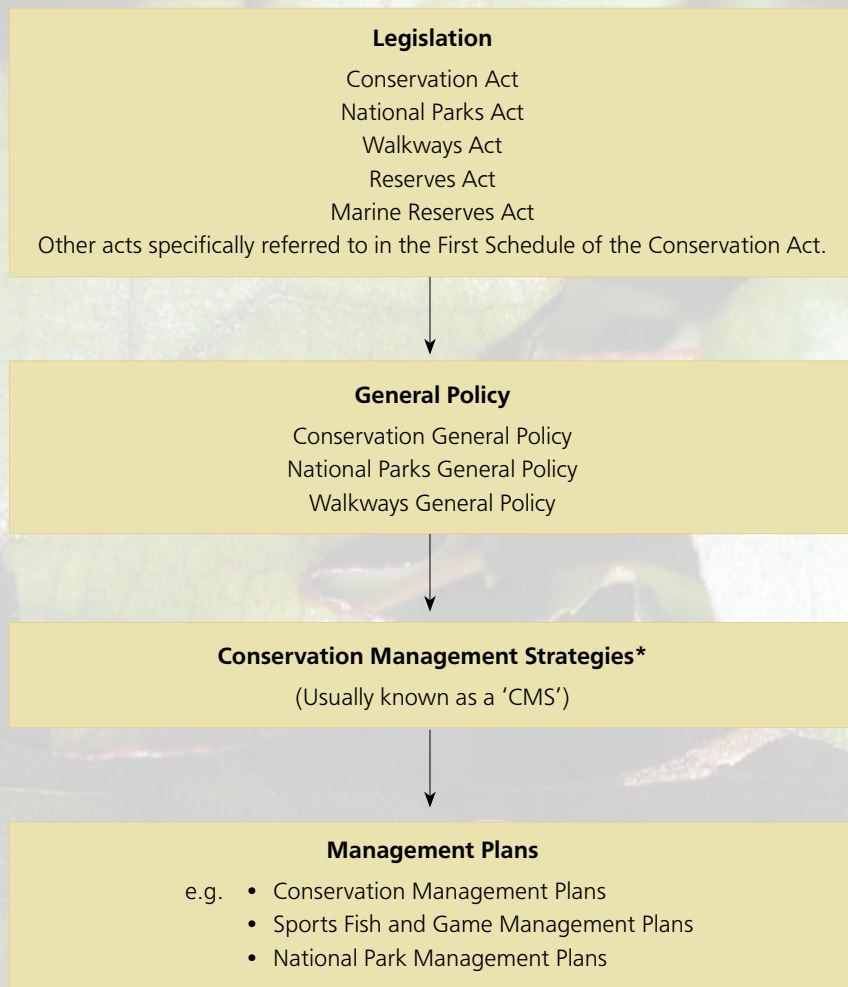 Legislation
Conservation Act
National Parks Act
Walkways Act
Reserves Act
Marine Reserves Act
Other acts specifically referred to in the First Schedule of the Conservation Act.
General Policy
Conservation General Policy
National Parks General Policy
Walkways General Policy
Conservation Management Strategies*
(Usually known as a ‘CMS’)
Management Plans
e.g. • Conservation Management Plans
• Sports Fish and Game Management Plans
• National Park Management Plans